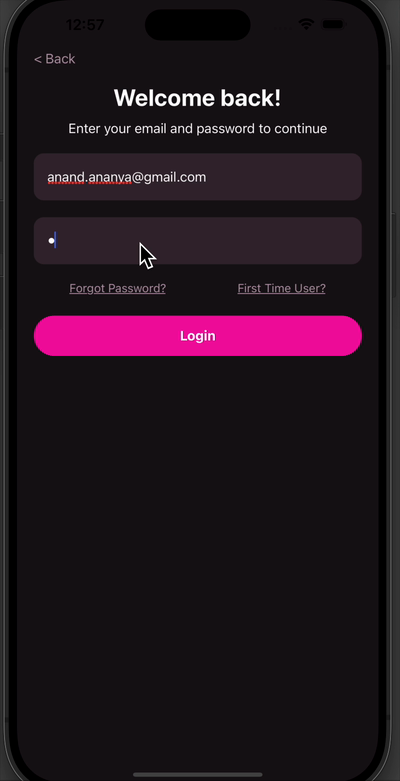 12:57
< Back
Welcome back!
Enter your email and password to continue
anand.ananya@gmail.com
•
Forgot Password? First Time User?
Login